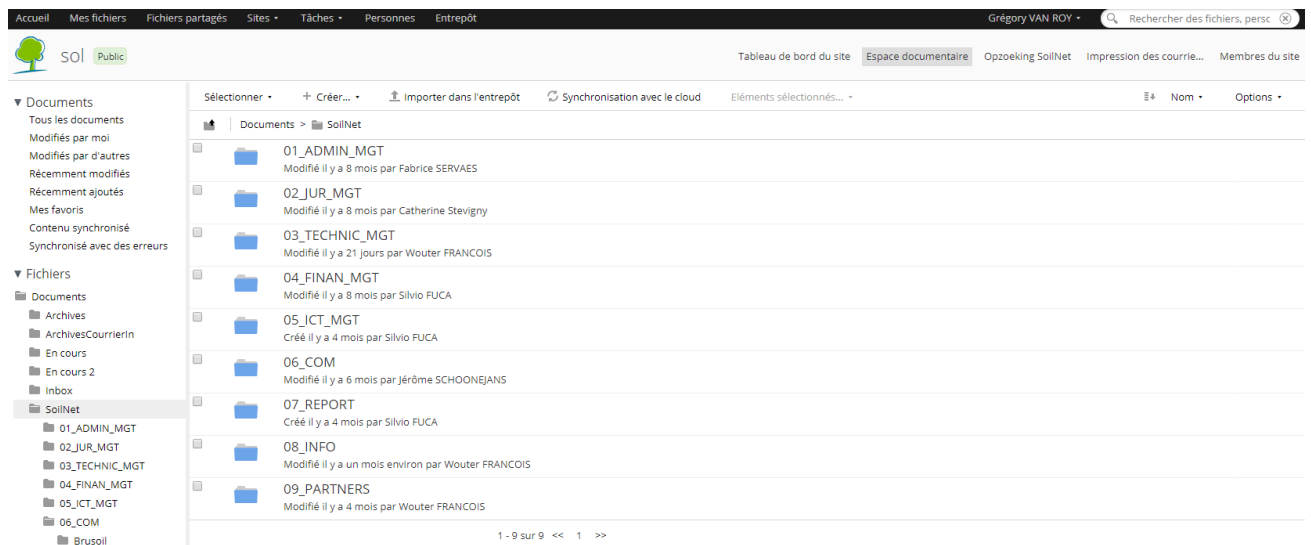 Accueil Mes fichiers Fichiers partagés Sites Tâches Personnes Entrepôt Grégory VAN ROY Rechercher des fichiers, persc
sol Public Tableau de bord du site Espace documentaire Opzoeking SoilNet Impression des courrie... Membres du site
Documents
Tous les documents
Modifiés par moi
Modifiés par d'autres
Récemment modifiés
Récemment ajoutés
Mes favoris
Contenu synchronisé
Synchronisé avec des erreurs
Fichiers
Documents
Archives
ArchivesCourrierIn
En cours
En cours 2
Inbox
SoilNet
01_ADMIN_MGT
02_JUR_MGT
03_TECHNIC_MGT
04_FINAN_MGT
05_ICT_MGT
06_COM
Brusoil
Sélectionner + Créer... Importer dans l'entrepôt Synchronisation avec le cloud Eléments sélectionnés... Nom Options
Documents > SoilNet
01_ADMIN_MGT
Modifié il y a 8 mois par Fabrice SERVAES
02_JUR_MGT
Modifié il y a 8 mois par Catherine Stevigny
03_TECHNIC_MGT
Modifié il y a 21 jours par Wouter FRANCOIS
04_FINAN_MGT
Modifié il y a 8 mois par Silvio FUCA
05_ICT_MGT
Créé il y a 4 mois par Silvio FUCA
06_COM
Modifié il y a 6 mois par Jérôme SCHOONEJANS
07_REPORT
Créé il y a 4 mois par Silvio FUCA
08_INFO
Modifié il y a un mois environ par Wouter FRANCOIS
09_PARTNERS
Modifié il y a 4 mois par Wouter FRANCOIS
1 - 9 sur 9 << 1 >>